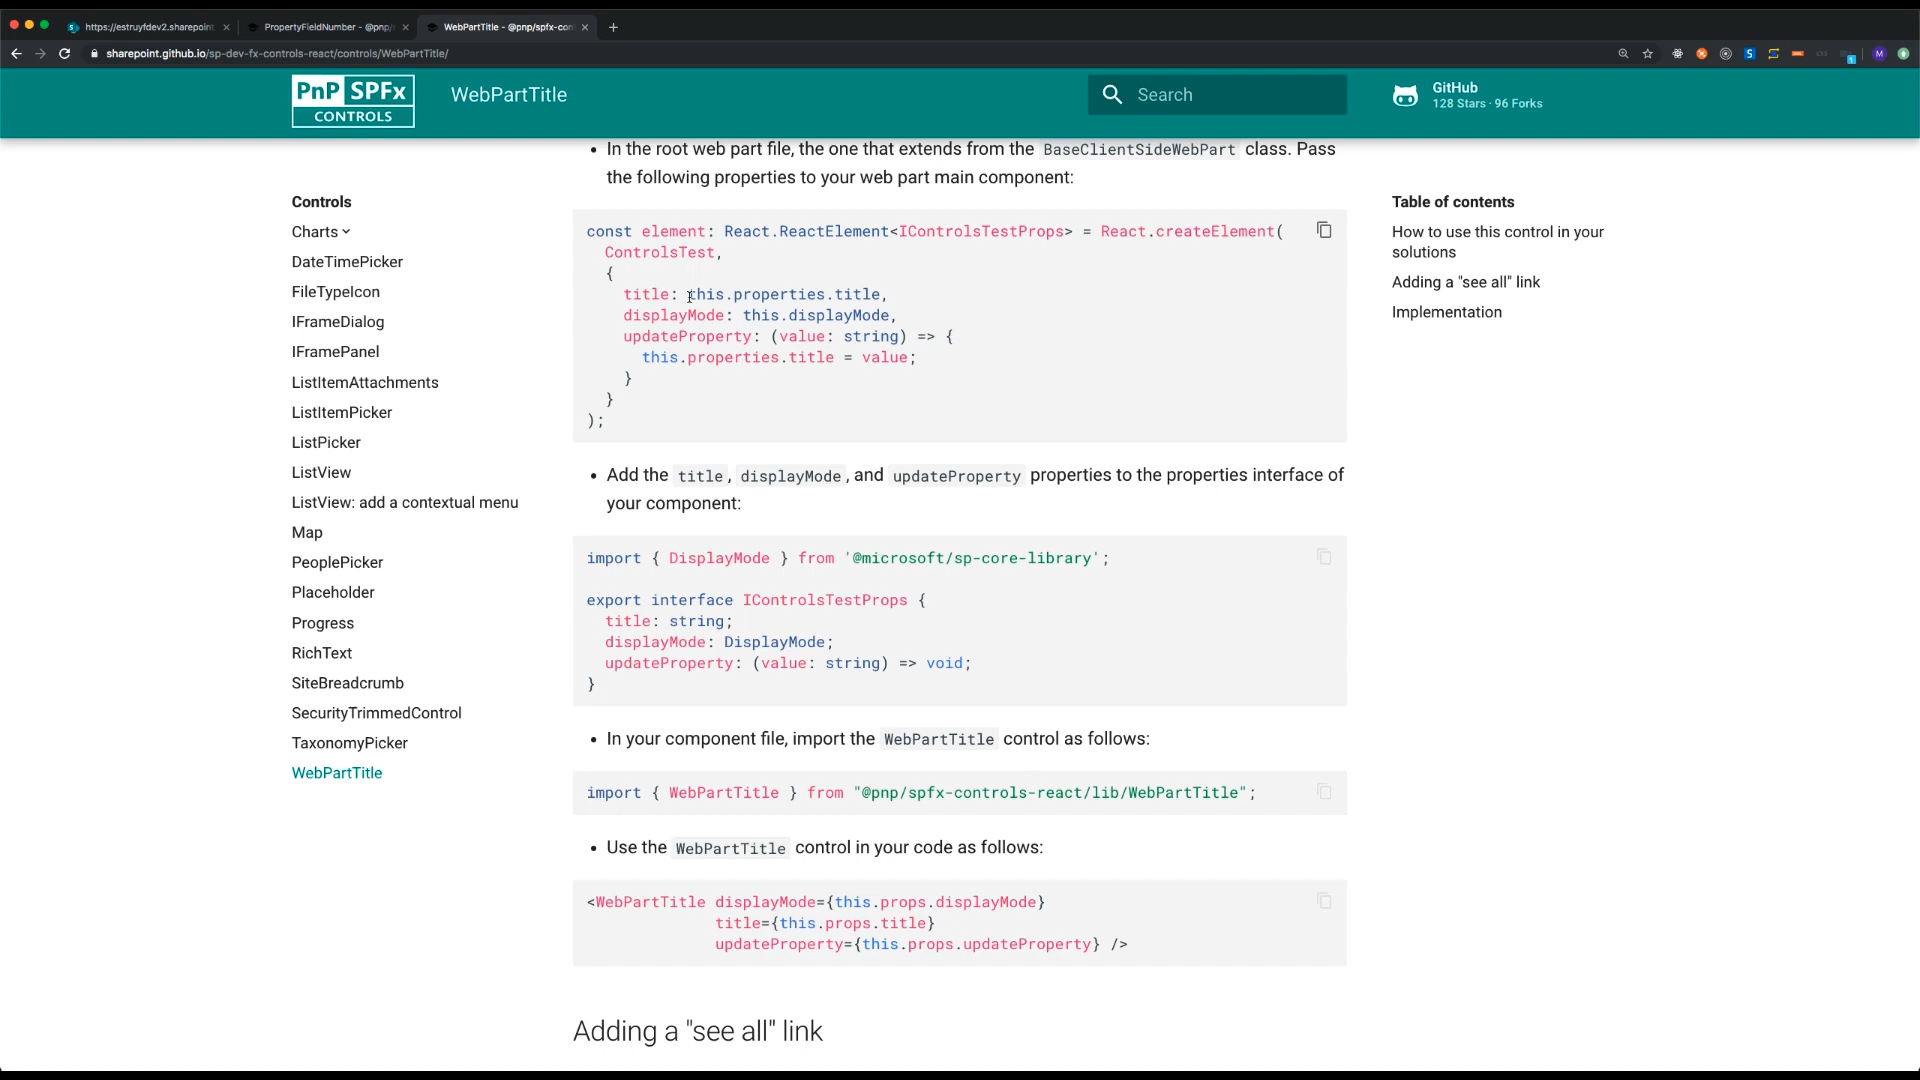 https://estruyfdev2.sharepoint
PropertyFieldNumber - @pnp/
WebPartTitle - @pnp/spfx-con
sharepoint.github.io/sp-dev-fx-controls-react/controls/WebPartTitle/
PnP SPFx
CONTROLS
WebPartTitle
Search
GitHub
128 Stars · 96 Forks
Controls
Charts
DateTimePicker
FileTypeIcon
IFrameDialog
IFramePanel
ListItemAttachments
ListItemPicker
ListPicker
ListView
ListView: add a contextual menu
Map
PeoplePicker
Placeholder
Progress
RichText
SiteBreadcrumb
SecurityTrimmedControl
TaxonomyPicker
WebPartTitle
• In the root web part file, the one that extends from the BaseClientSideWebPart class. Pass
the following properties to your web part main component:
const element: React.ReactElement<IControlsTestProps> = React.createElement(
ControlsTest,
{
title: this.properties.title,
displayMode: this.displayMode,
updateProperty: (value: string) => {
this.properties.title = value;
}
}
);
• Add the title, displayMode, and updateProperty properties to the properties interface of
your component:
import { DisplayMode } from '@microsoft/sp-core-library';
export interface IControlsTestProps {
title: string;
displayMode: DisplayMode;
updateProperty: (value: string) => void;
}
• In your component file, import the WebPartTitle control as follows:
import { WebPartTitle } from "@pnp/spfx-controls-react/lib/WebPartTitle";
• Use the WebPartTitle control in your code as follows:
<WebPartTitle displayMode={this.props.displayMode}
title={this.props.title}
updateProperty={this.props.updateProperty} />
Adding a "see all" link
Table of contents
How to use this control in your
solutions
Adding a "see all" link
Implementation